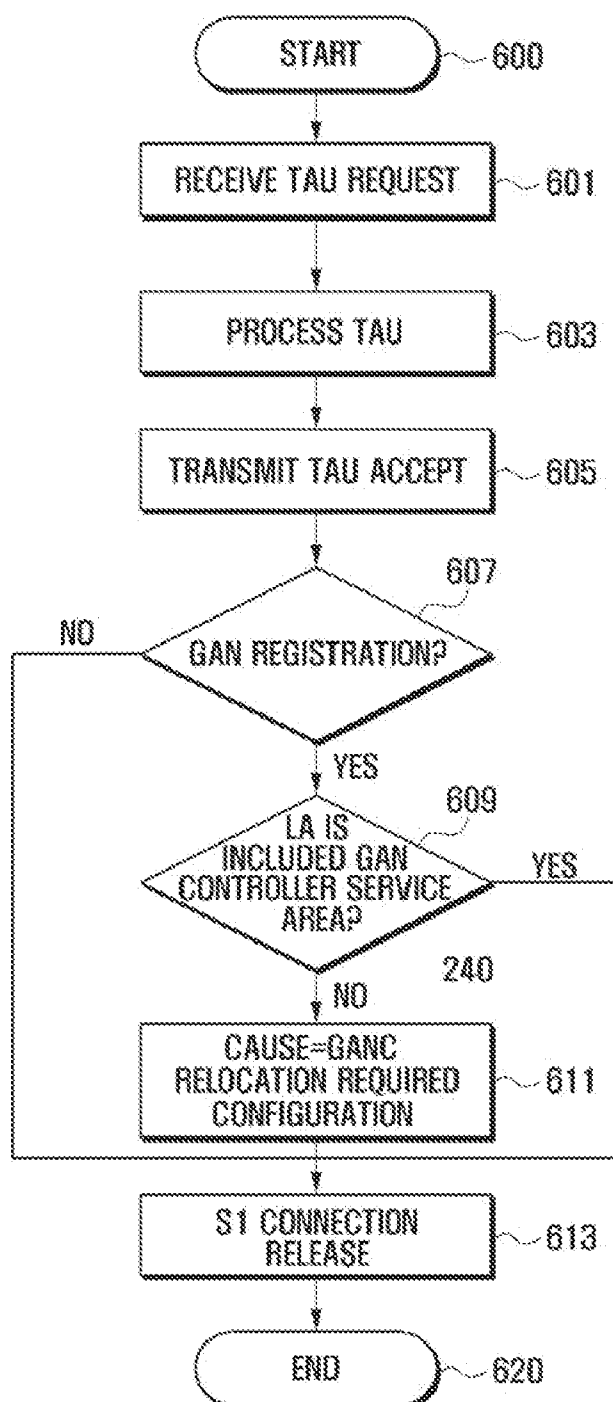 START
600
RECEIVE TAU REQUEST
601
PROCESS TAU
603
TRANSMIT TAU ACCEPT
605
607
NO
GAN REGISTRATION?
YES
609
LA IS
INCLUDED GAN
CONTROLLER SERVICE
AREA?
YES
240
NO
CAUSE=GANC
RELOCATION REQUIRED
CONFIGURATION
611
S1 CONNECTION
RELEASE
613
END
620